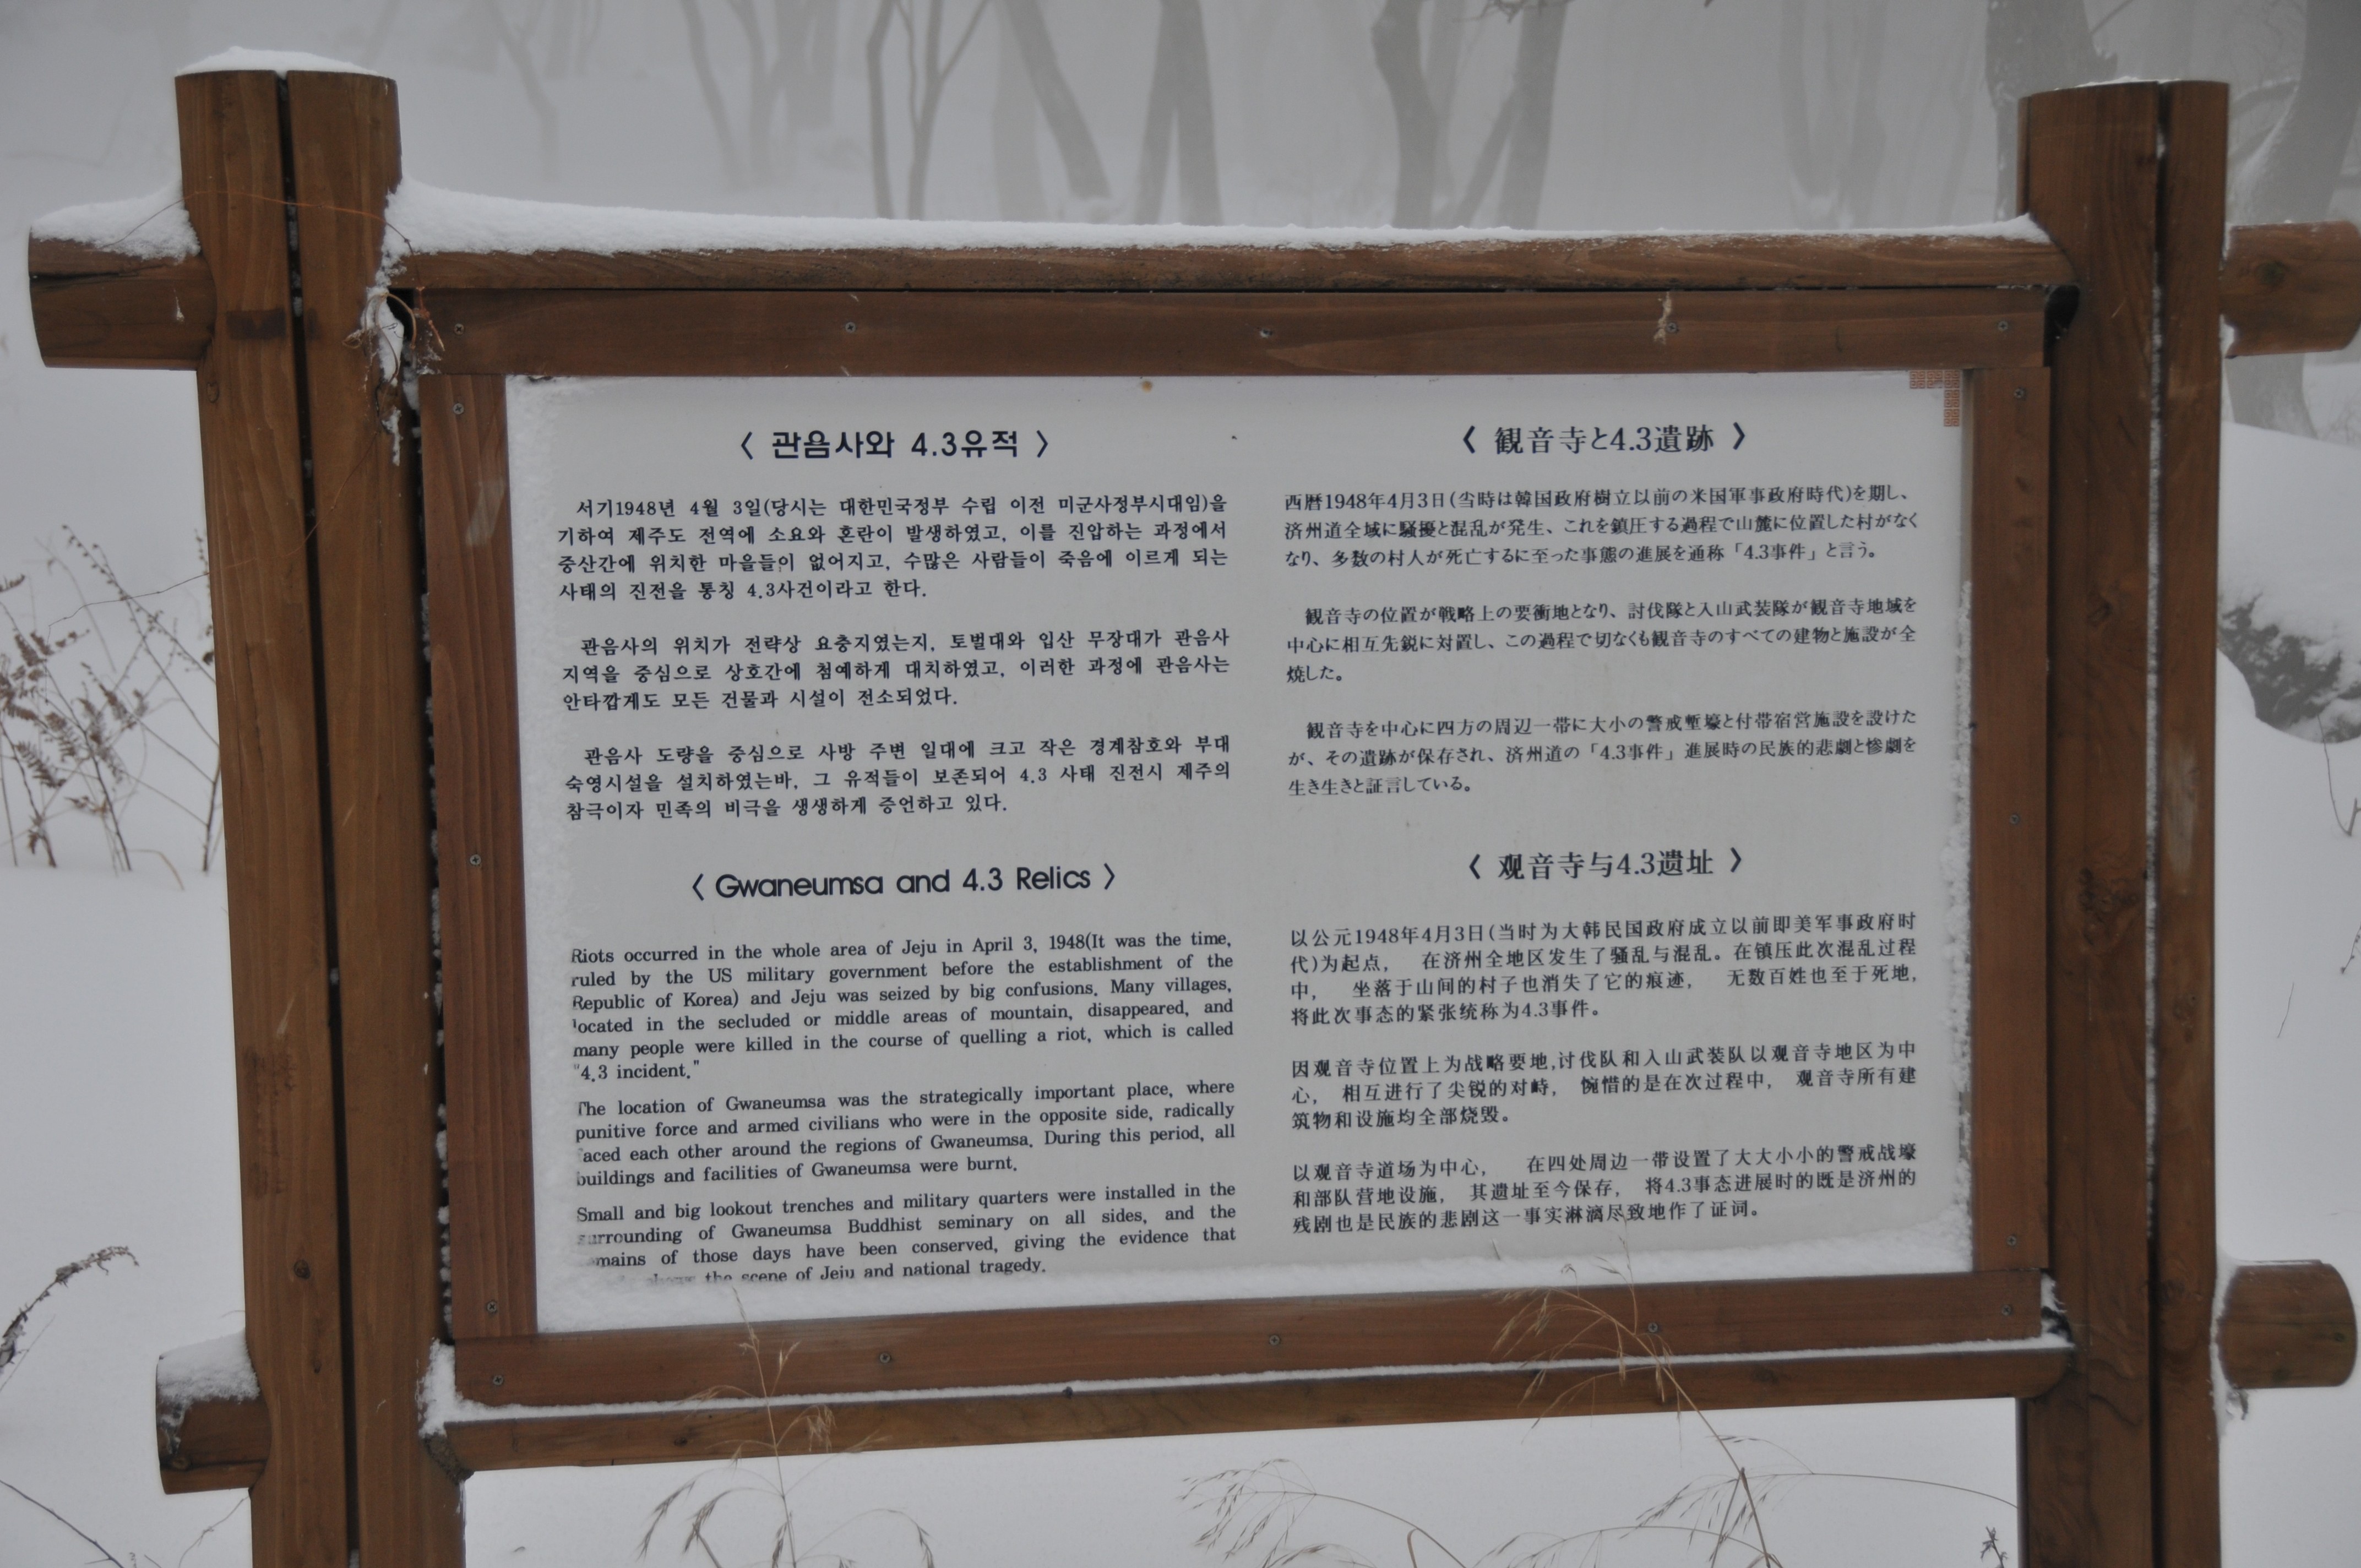 〈 관음사와 4.3유적 〉
서기1948년 4월 3일(당시는 대한민국정부 수립 이전 미군사정부시대임)을
기하여 제주도 전역에 소요와 혼란이 발생하였고, 이를 진압하는 과정에서
중산간에 위치한 마을들이 없어지고, 수많은 사람들이 죽음에 이르게 되는
사태의 진전을 통칭 4.3사건이라고 한다.
관음사의 위치가 전략상 요충지였는지, 토벌대와 입산 무장대가 관음사
지역을 중심으로 상호간에 첨예하게 대치하였고, 이러한 과정에 관음사는
안타깝게도 모든 건물과 시설이 전소되었다.
관음사 도량을 중심으로 사방 주변 일대에 크고 작은 경계참호와 부대
숙영시설을 설치하였는바, 그 유적들이 보존되어 4.3 사태 진전시 제주의
참극이자 민족의 비극을 생생하게 증언하고 있다.
〈 Gwaneumsa and 4.3 Relics 〉
Riots occurred in the whole area of Jeju in April 3, 1948(It was the time,
ruled by the US military government before the establishment of the
Republic of Korea) and Jeju was seized by big confusions. Many villages,
located in the secluded or middle areas of mountain, disappeared, and
many people were killed in the course of quelling a riot, which is called
"4.3 incident."
The location of Gwaneumsa was the strategically important place, where
punitive force and armed civilians who were in the opposite side, radically
faced each other around the regions of Gwaneumsa. During this period, all
buildings and facilities of Gwaneumsa were burnt.
Small and big lookout trenches and military quarters were installed in the
surrounding of Gwaneumsa Buddhist seminary on all sides, and the
remains of those days have been conserved, giving the evidence that
the scene of Jeju and national tragedy.
〈 観音寺と4.3遺跡 〉
西暦1948年4月3日(当時は韓国政府樹立以前の米国軍事政府時代)を期し、
済州道全域に騒擾と混乱が発生、これを鎮圧する過程で山麓に位置した村がなく
なり、多数の村人が死亡するに至った事態の進展を通称「4.3事件」と言う。
観音寺の位置が戦略上の要衝地となり、討伐隊と入山武装隊が観音寺地域を
中心に相互先鋭に対置し、この過程で切なくも観音寺のすべての建物と施設が全
焼した。
観音寺を中心に四方の周辺一帯に大小の警戒塹壕と付帯宿営施設を設けた
が、その遺跡が保存され、済州道の「4.3事件」進展時の民族的悲劇と惨劇を
生き生きと証言している。
〈 观音寺与4.3遗址 〉
以公元1948年4月3日(当时为大韩民国政府成立以前即美军事政府时
代)为起点， 在济州全地区发生了骚乱与混乱。在镇压此次混乱过程
中， 坐落于山间的村子也消失了它的痕迹， 无数百姓也至于死地,
将此次事态的紧张统称为4.3事件。
因观音寺位置上为战略要地,讨伐队和入山武装队以观音寺地区为中
心， 相互进行了尖锐的对峙， 惋惜的是在次过程中， 观音寺所有建
筑物和设施均全部烧毁。
以观音寺道场为中心， 在四处周边一带设置了大大小小的警戒战壕
和部队营地设施， 其遗址至今保存， 将4.3事态进展时的既是济州的
残剧也是民族的悲剧这一事实淋漓尽致地作了证词。